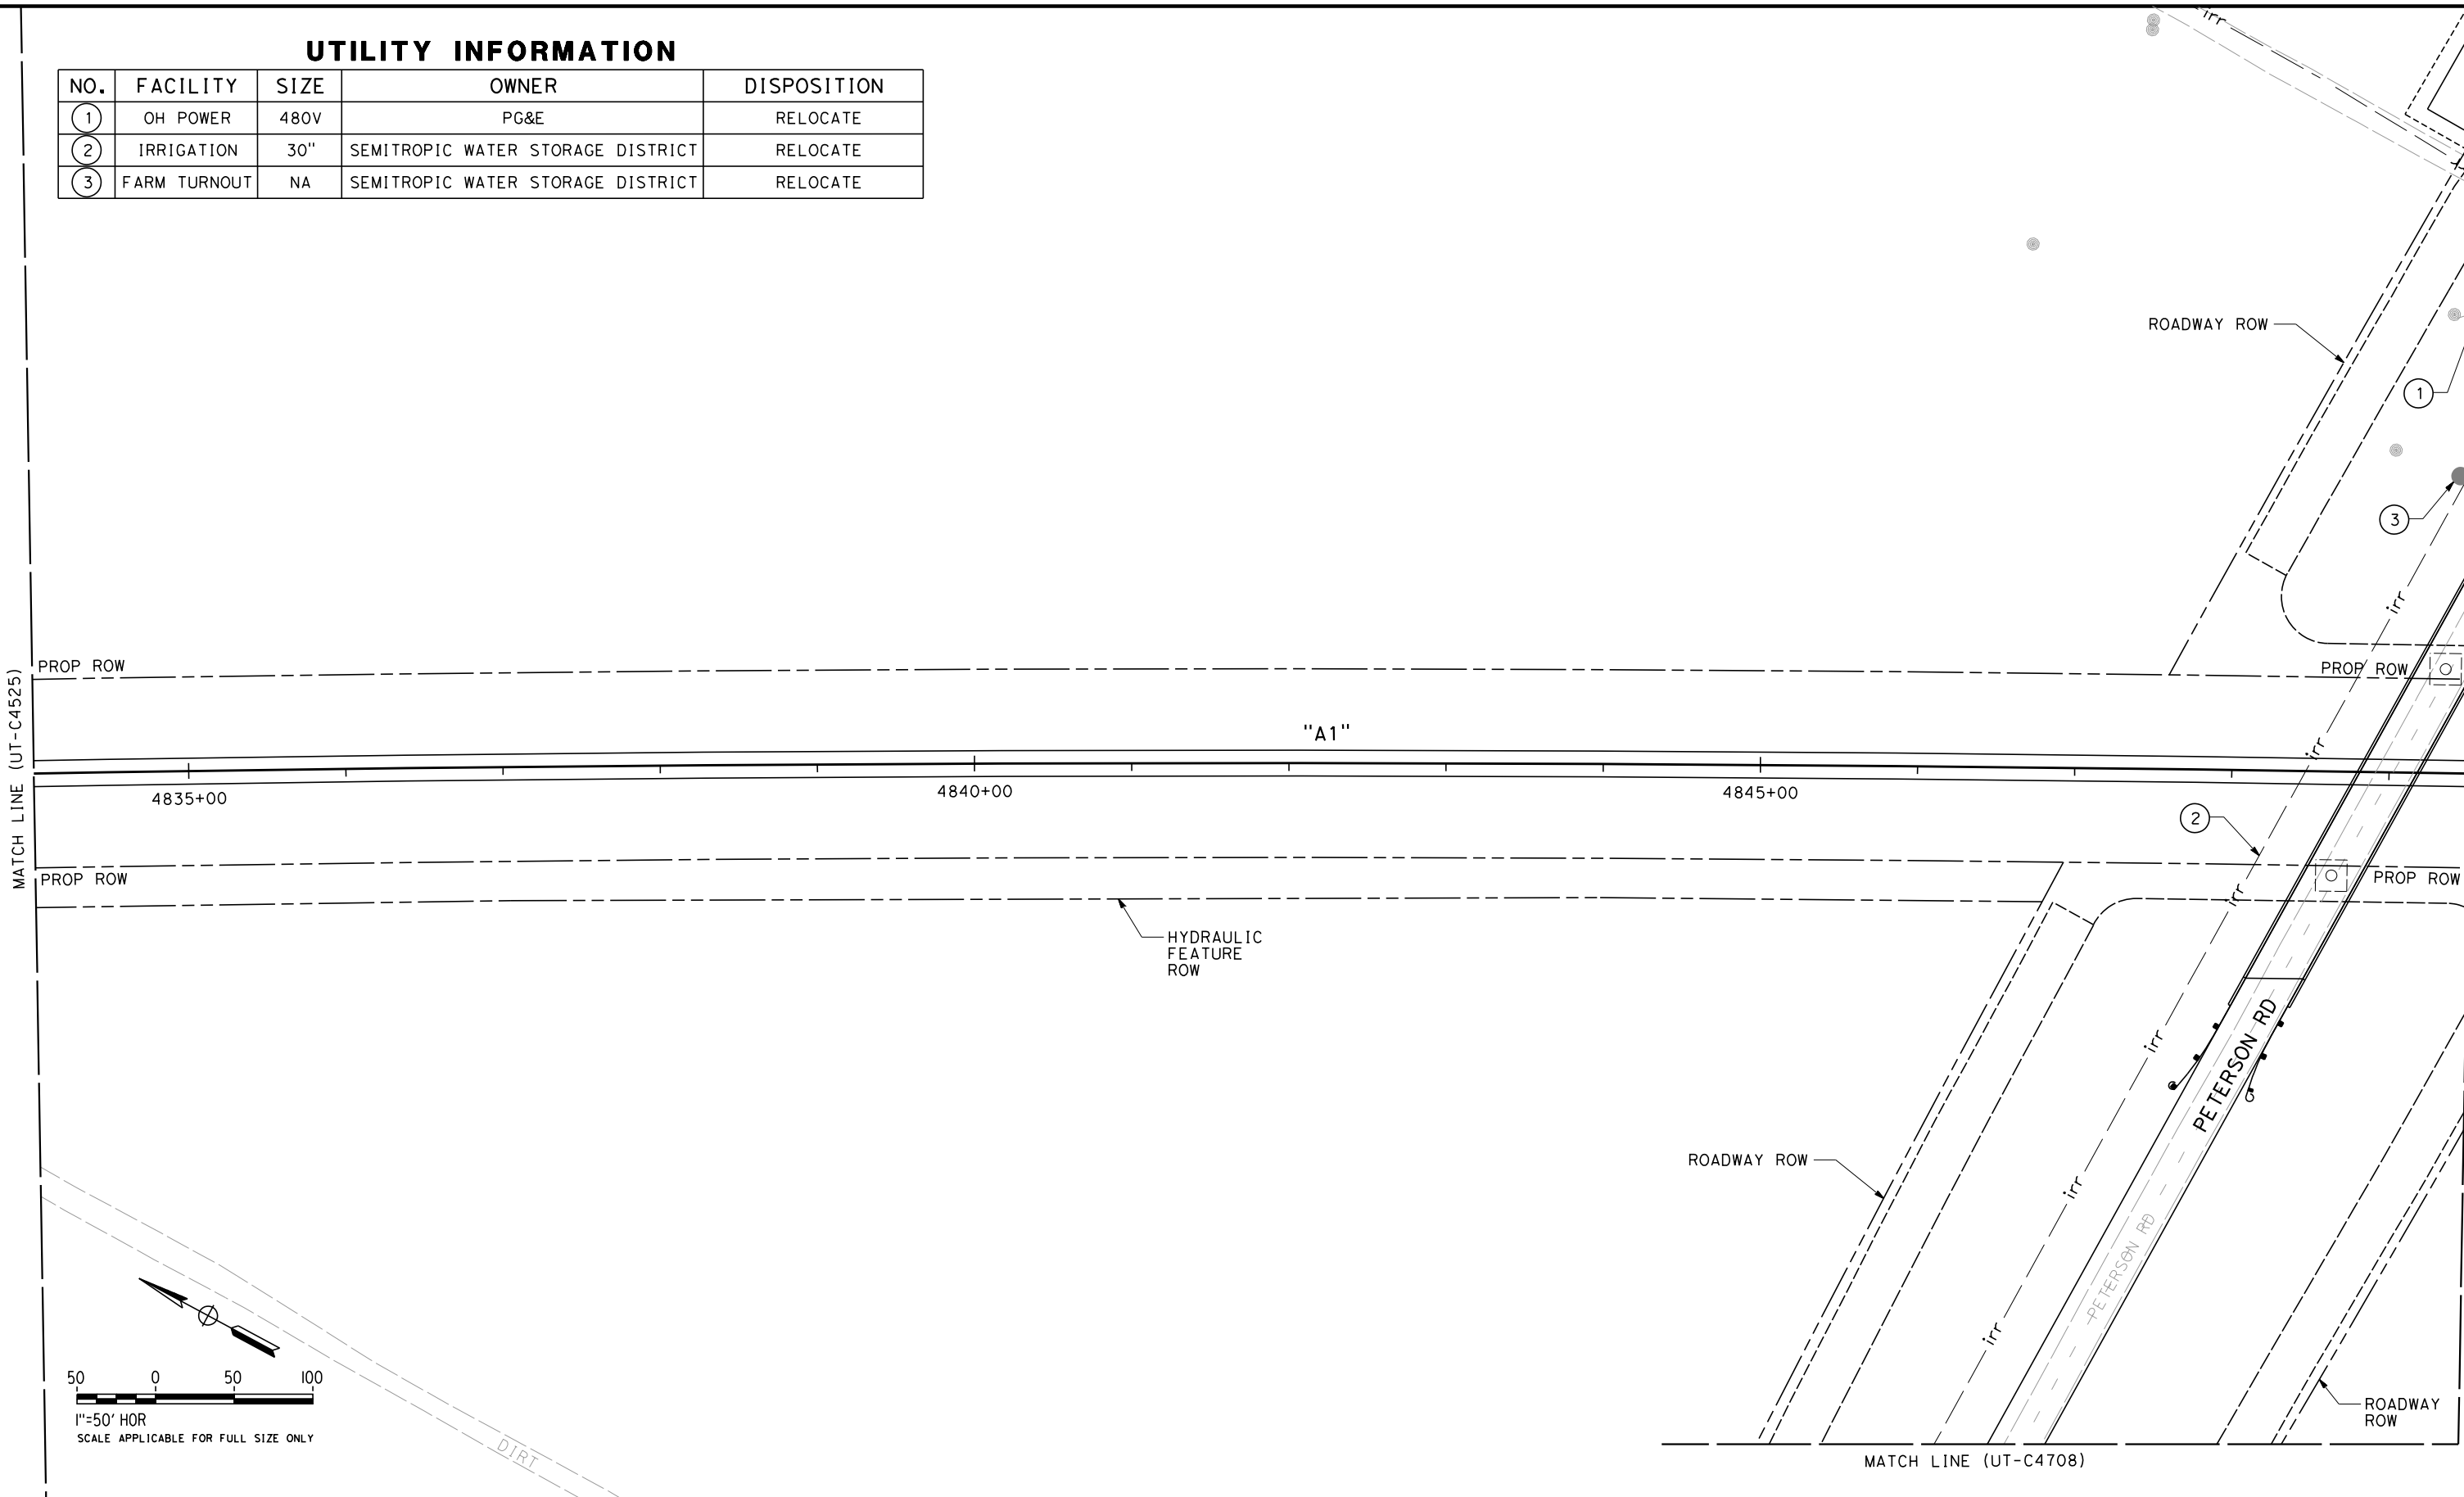 UTILITY INFORMATION
NO. FACILITY SIZE OWNER DISPOSITION
1 OH POWER 480V PG&E RELOCATE
2 IRRIGATION 30" SEMITROPIC WATER STORAGE DISTRICT RELOCATE
3 FARM TURNOUT NA SEMITROPIC WATER STORAGE DISTRICT RELOCATE
irr
ROADWAY ROW
1
3
irr
PROP ROW
PROP ROW
MATCH LINE (UT-C4525)
"A1"
irr
4835+00
4840+00
4845+00
2
PROP ROW
PROP ROW
irr
HYDRAULIC
FEATURE
ROW
PETERSON RD
irr
ROADWAY ROW
irr
PETERSON RD
irr
50 0 50 100
1"=50' HOR
SCALE APPLICABLE FOR FULL SIZE ONLY
DIRT
ROADWAY
ROW
MATCH LINE (UT-C4708)